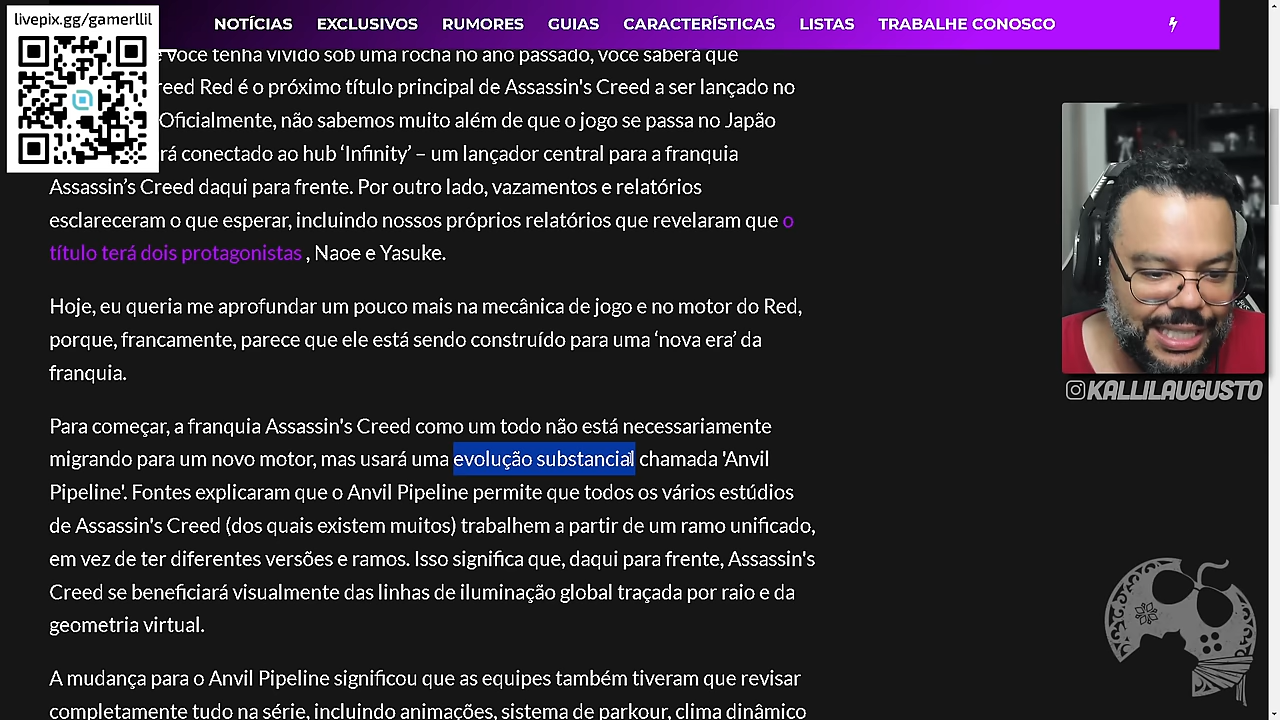 livepix.gg/gamerllil
NOTÍCIAS EXCLUSIVOS RUMORES GUIAS CARACTERÍSTICAS LISTAS TRABALHE CONOSCO
você tenha vivido sob uma rocha no ano passado, você saberá que
reed Red é o próximo título principal de Assassin's Creed a ser lançado no
Oficialmente, não sabemos muito além de que o jogo se passa no Japão
rá conectado ao hub ‘Infinity’ – um lançador central para a franquia
Assassin’s Creed daqui para frente. Por outro lado, vazamentos e relatórios
esclareceram o que esperar, incluindo nossos próprios relatórios que revelaram que o
título terá dois protagonistas , Naoe e Yasuke.
KALLILAUGUSTO
Hoje, eu queria me aprofundar um pouco mais na mecânica de jogo e no motor do Red,
porque, francamente, parece que ele está sendo construído para uma ‘nova era’ da
franquia.
Para começar, a franquia Assassin's Creed como um todo não está necessariamente
migrando para um novo motor, mas usará uma evolução substancial chamada 'Anvil
Pipeline'. Fontes explicaram que o Anvil Pipeline permite que todos os vários estúdios
de Assassin's Creed (dos quais existem muitos) trabalhem a partir de um ramo unificado,
em vez de ter diferentes versões e ramos. Isso significa que, daqui para frente, Assassin's
Creed se beneficiará visualmente das linhas de iluminação global traçada por raio e da
geometria virtual.
A mudança para o Anvil Pipeline significou que as equipes também tiveram que revisar
completamente tudo na série, incluindo animações, sistema de parkour, clima dinâmico